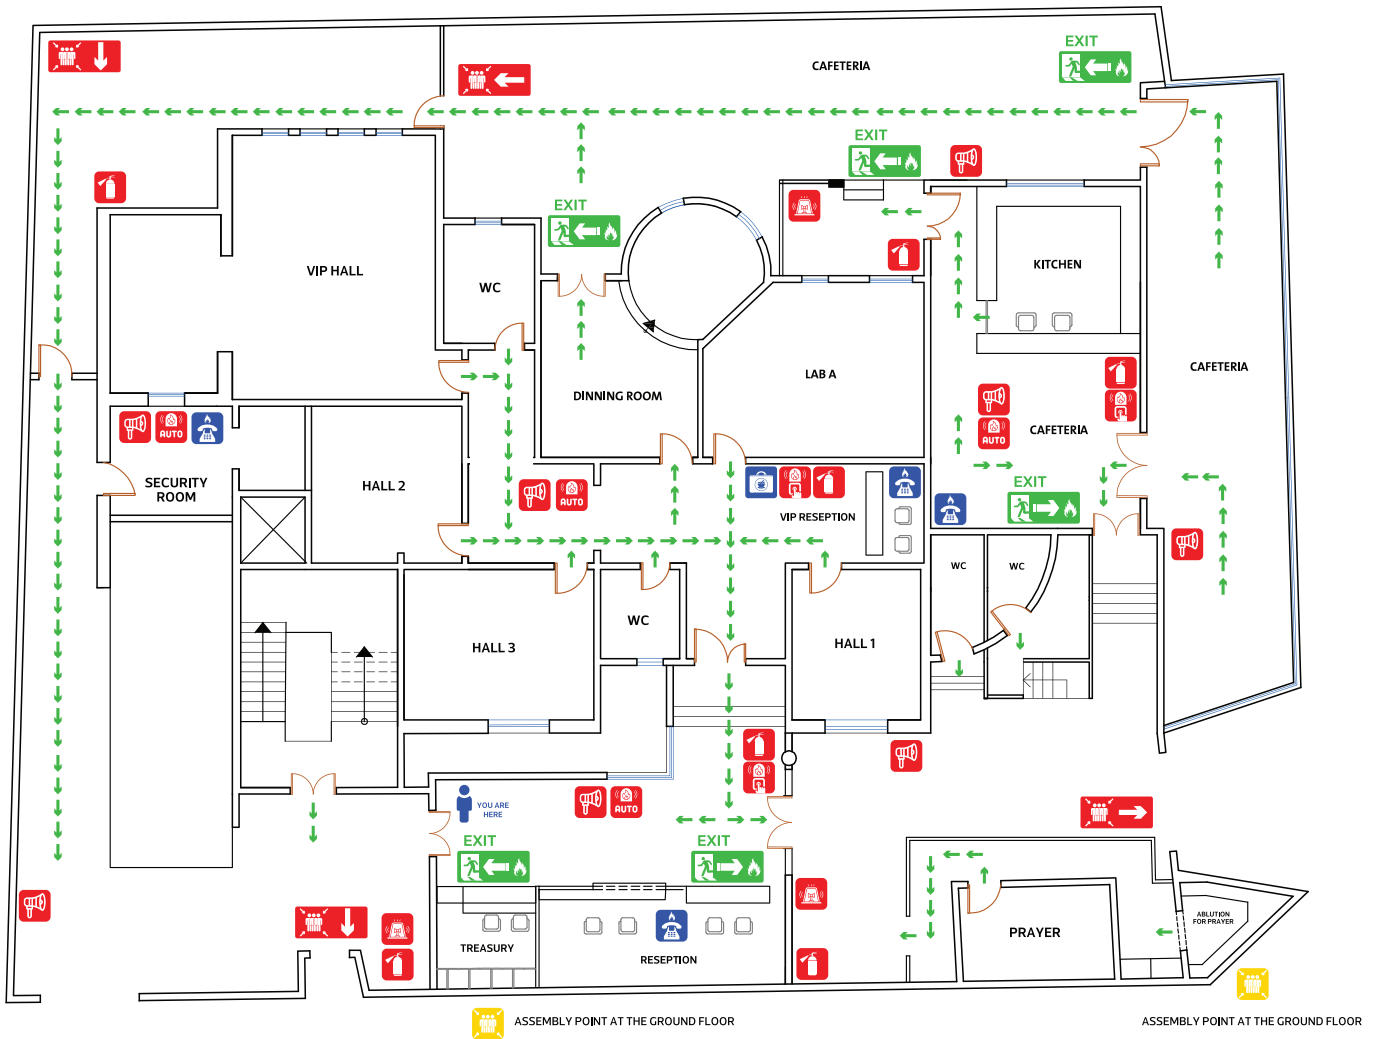 EXIT
CAFETERIA
EXIT
EXIT
VIP HALL
KITCHEN
WC
CAFETERIA
LAB A
DINNING ROOM
AUTO
AUTO
CAFETERIA
SECURITY
ROOM
HALL 2
EXIT
AUTO
VIP RESEPTION
WC
WC
WC
HALL 3
HALL 1
YOU ARE
HERE
AUTO
EXIT
EXIT
ABLUTION
FOR PRAYER
PRAYER
TREASURY
RESEPTION
ASSEMBLY POINT AT THE GROUND FLOOR
ASSEMBLY POINT AT THE GROUND FLOOR